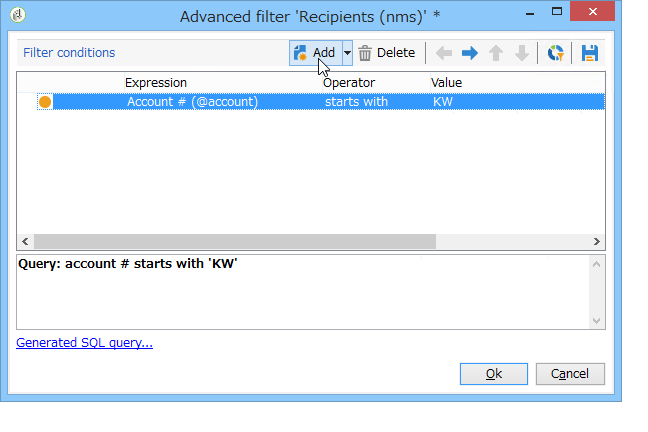 Advanced filter 'Recipients (nms)' *
Filter conditions Add Delete
Expression Operator Value
Account # (@account) starts with KW
Query: account # starts with 'KW'
Generated SQL query...
Ok Cancel